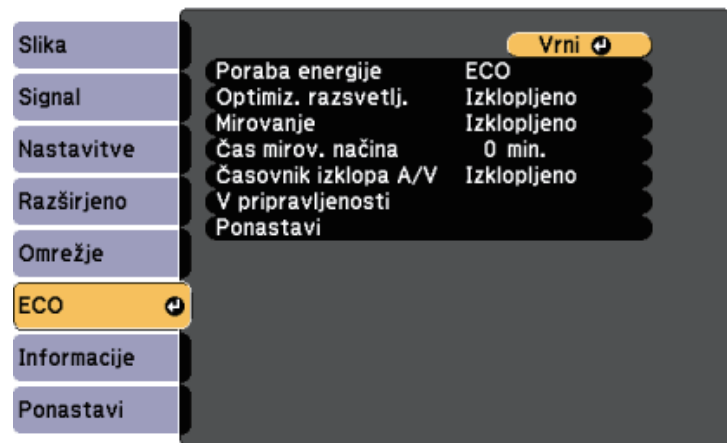 Slika
Signal
Nastavitve
Razširjeno
Omrežje
ECO
Informacije
Ponastavi
Vrni
Poraba energije ECO
Optimiz. razsvetlj. Izklopljeno
Mirovanje Izklopljeno
Čas mirov. načina 0 min.
Časovnik izklopa A/V Izklopljeno
V pripravljenosti
Ponastavi